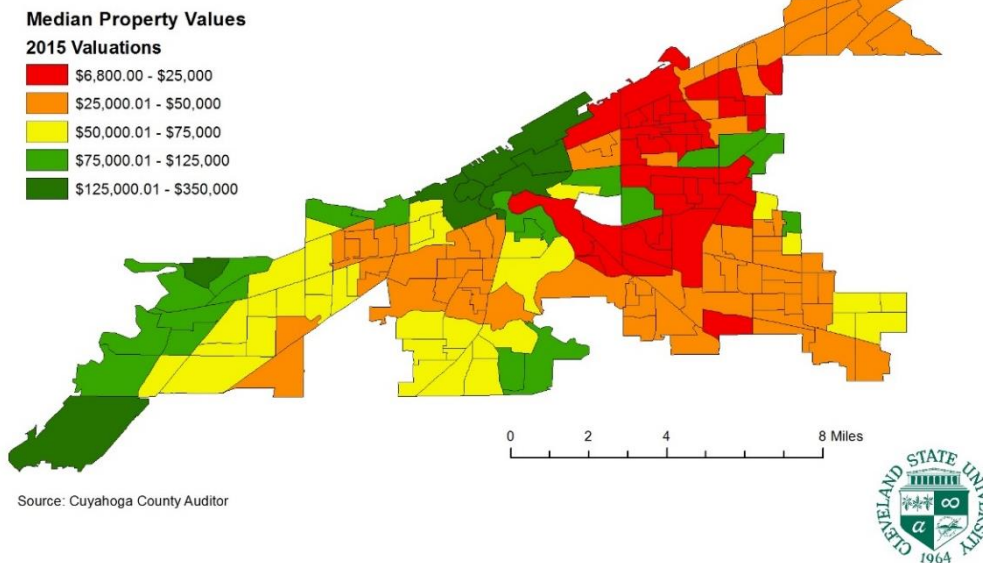 Median Property Values
2015 Valuations
$6,800.00 - $25,000
$25,000.01 - $50,000
$50,000.01 - $75,000
$75,000.01 - $125,000
$125,000.01 - $350,000
0 2 4 8 Miles
Source: Cuyahoga County Auditor
CLEVELAND STATE UNIVERSITY
α ∞
1964